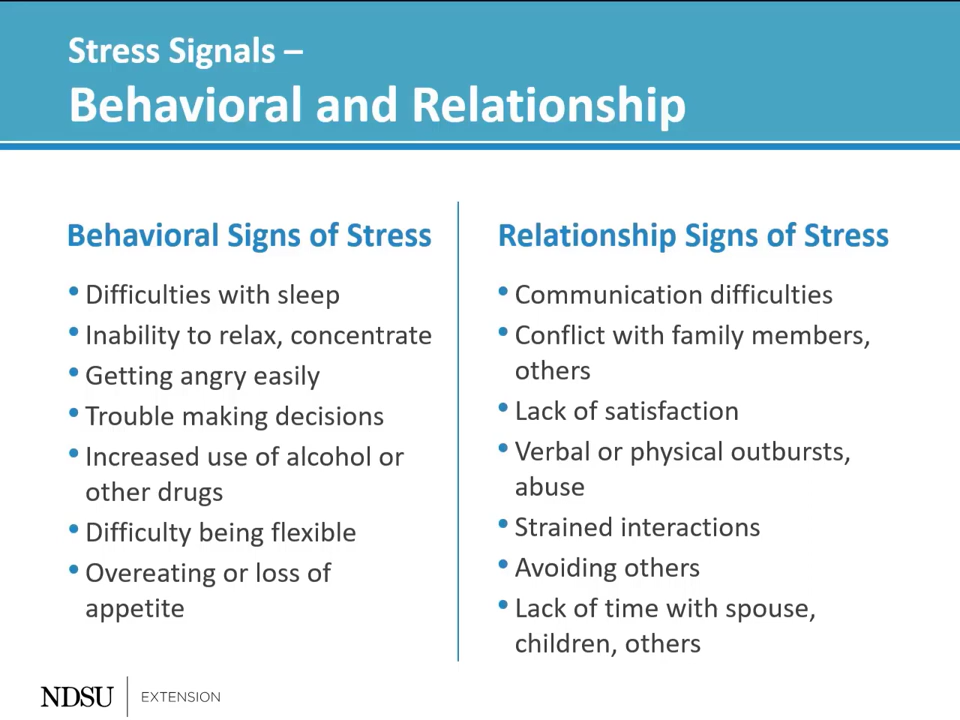 Stress Signals –
Behavioral and Relationship
Behavioral Signs of Stress
• Difficulties with sleep
• Inability to relax, concentrate
• Getting angry easily
• Trouble making decisions
• Increased use of alcohol or
other drugs
• Difficulty being flexible
• Overeating or loss of
appetite
Relationship Signs of Stress
• Communication difficulties
• Conflict with family members,
others
• Lack of satisfaction
• Verbal or physical outbursts,
abuse
• Strained interactions
• Avoiding others
• Lack of time with spouse,
children, others
NDSU EXTENSION